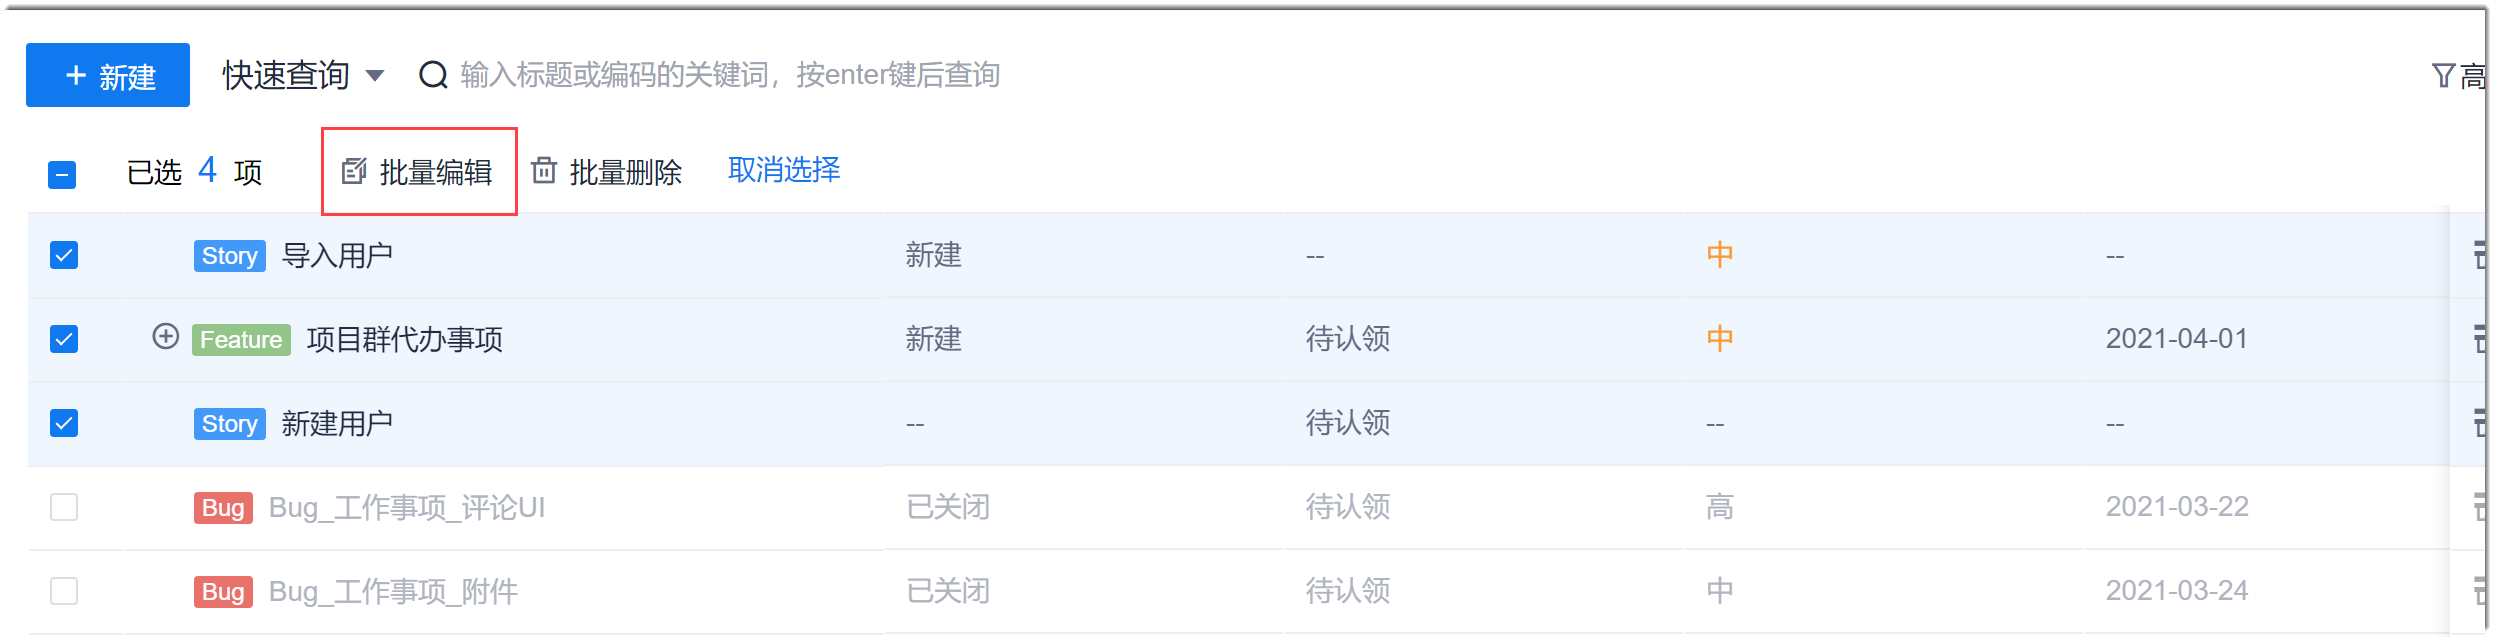 + 新建 快速查询 输入标题或编码的关键词，按enter键后查询 高
已选 4 项 批量编辑 批量删除 取消选择
Story 导入用户 新建 -- 中 --
Feature 项目群代办事项 新建 待认领 中 2021-04-01
Story 新建用户 -- 待认领 -- --
Bug Bug_工作事项_评论UI 已关闭 待认领 高 2021-03-22
Bug Bug_工作事项_附件 已关闭 待认领 中 2021-03-24